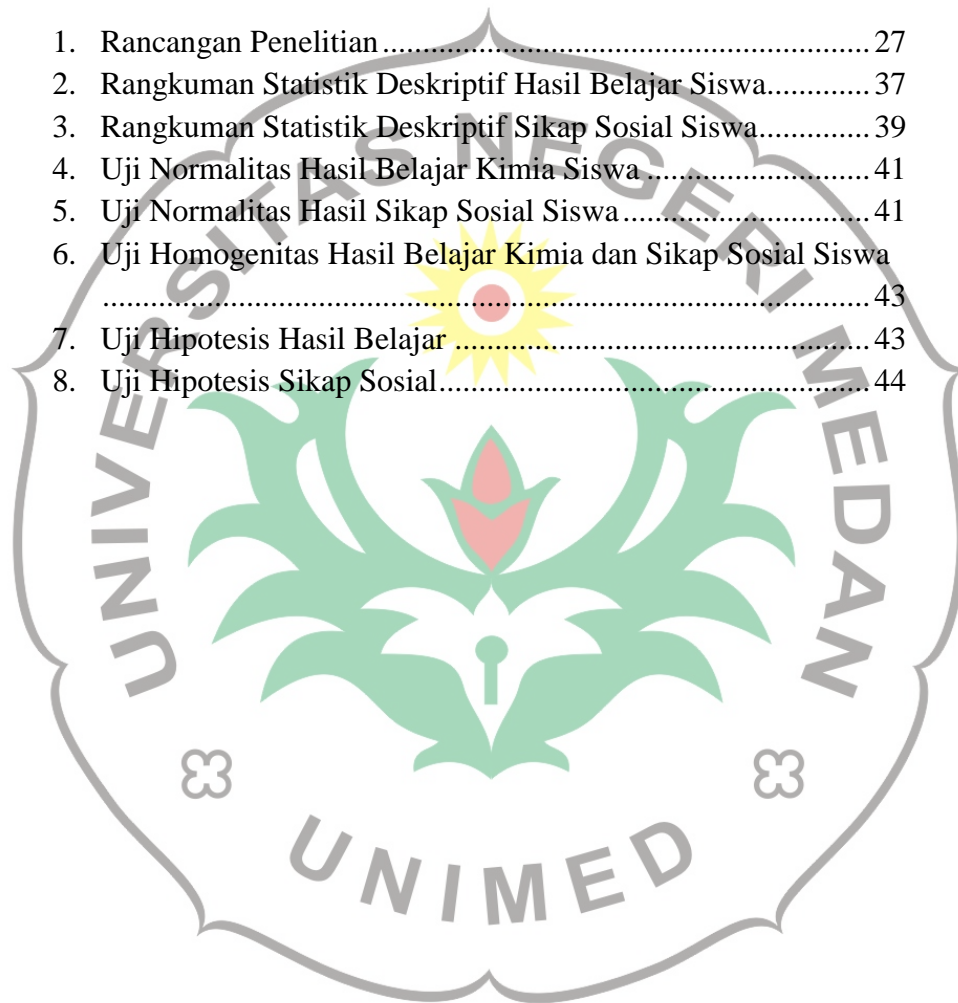 1. Rancangan Penelitian ............................................................. 27
2. Rangkuman Statistik Deskriptif Hasil Belajar Siswa............. 37
3. Rangkuman Statistik Deskriptif Sikap Sosial Siswa.............. 39
4. Uji Normalitas Hasil Belajar Kimia Siswa ............................ 41
5. Uji Normalitas Hasil Sikap Sosial Siswa ............................... 41
6. Uji Homogenitas Hasil Belajar Kimia dan Sikap Sosial Siswa
................................................................................................ 43
7. Uji Hipotesis Hasil Belajar .................................................... 43
8. Uji Hipotesis Sikap Sosial...................................................... 44
UNIVERSITAS NEGERI MEDAN
UNIMED